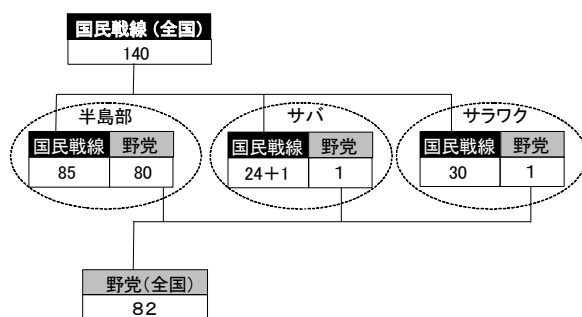 国民戦線(全国)
140
半島部 サバ サラワク
国民戦線 野党 国民戦線 野党 国民戦線 野党
85 80 24+1 1 30 1
野党(全国)
82